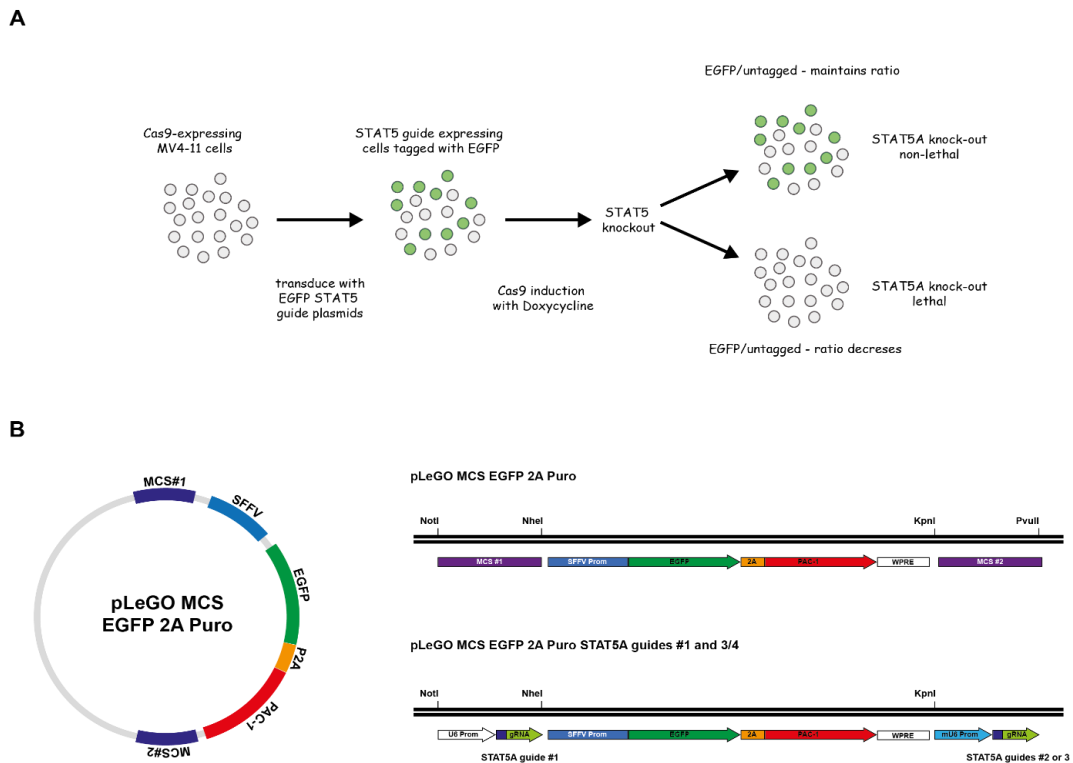 A
EGFP/untagged - maintains ratio
Cas9-expressing
MV4-11 cells
STAT5 guide expressing
cells tagged with EGFP
STAT5A knock-out
non-lethal
STAT5
knockout
transduce with
EGFP STAT5
guide plasmids
Cas9 induction
with Doxycycline
STAT5A knock-out
lethal
EGFP/untagged - ratio decreses
B
MCS#1
SFFV
EGFP
P2A
PAC-1
MCS#2
pLeGO MCS
EGFP 2A Puro
pLeGO MCS EGFP 2A Puro
NotI NheI KpnI PvuII
MCS #1 SFFV Prom EGFP 2A PAC-1 WPRE MCS #2
pLeGO MCS EGFP 2A Puro STAT5A guides #1 and 3/4
NotI NheI KpnI
U6 Prom gRNA SFFV Prom EGFP 2A PAC-1 WPRE mU6 Prom gRNA
STAT5A guide #1 STAT5A guides #2 or 3